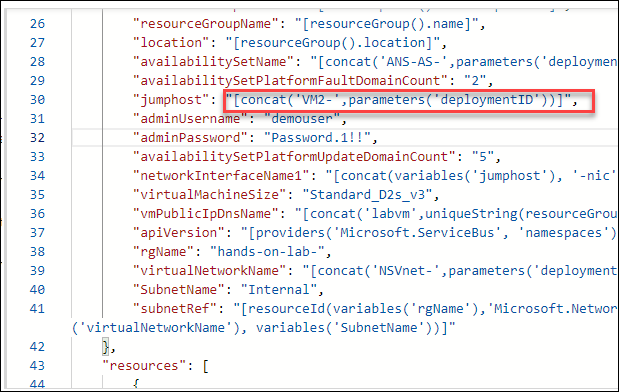 26 "resourceGroupName": "[resourceGroup().name]",
27 "location": "[resourceGroup().location]",
28 "availabilitySetName": "[concat('ANS-AS-',parameters('deploymen
29 "availabilitySetPlatformFaultDomainCount": "2",
30 "jumphost": "[concat('VM2-',parameters('deploymentID'))]",
31 "adminUsername": "demouser",
32 "adminPassword": "Password.1!!",
33 "availabilitySetPlatformUpdateDomainCount": "5",
34 "networkInterfaceName1": "[concat(variables('jumphost'), '-nic'
35 "virtualMachineSize": "Standard_D2s_v3",
36 "vmPublicIpDnsName": "[concat('labvm',uniqueString(resourceGrou
37 "apiVersion": "[providers('Microsoft.ServiceBus', 'namespaces')
38 "rgName": "hands-on-lab-",
39 "virtualNetworkName": "[concat('NSVnet-',parameters('deployment
40 "SubnetName": "Internal",
41 "subnetRef": "[resourceId(variables('rgName'),'Microsoft.Networ
('virtualNetworkName'), variables('SubnetName'))]"
42 },
43 "resources": [
44 {